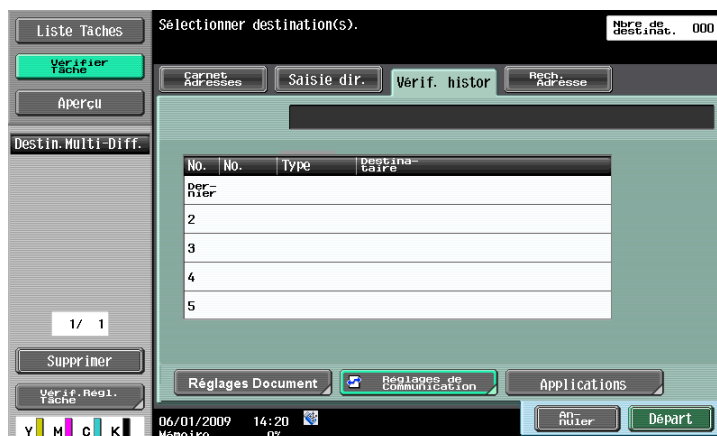 Liste Tâches
Vérifier
Tâche
Aperçu
Destin.Multi-Diff.
1/ 1
Supprimer
Vérif.Régl.
Tâche
Y M C K
Sélectionner destination(s).
Nbre de
destinat. 000
Carnet
Adresses
Saisie dir.
Vérif. histor
Rech.
Adresse
No. No. Type Destina-
taire
Der-
nier
2
3
4
5
Réglages Document
Réglages de
Communication
Applications
06/01/2009 14:20
Mémoire 0%
An-
nuler
Départ